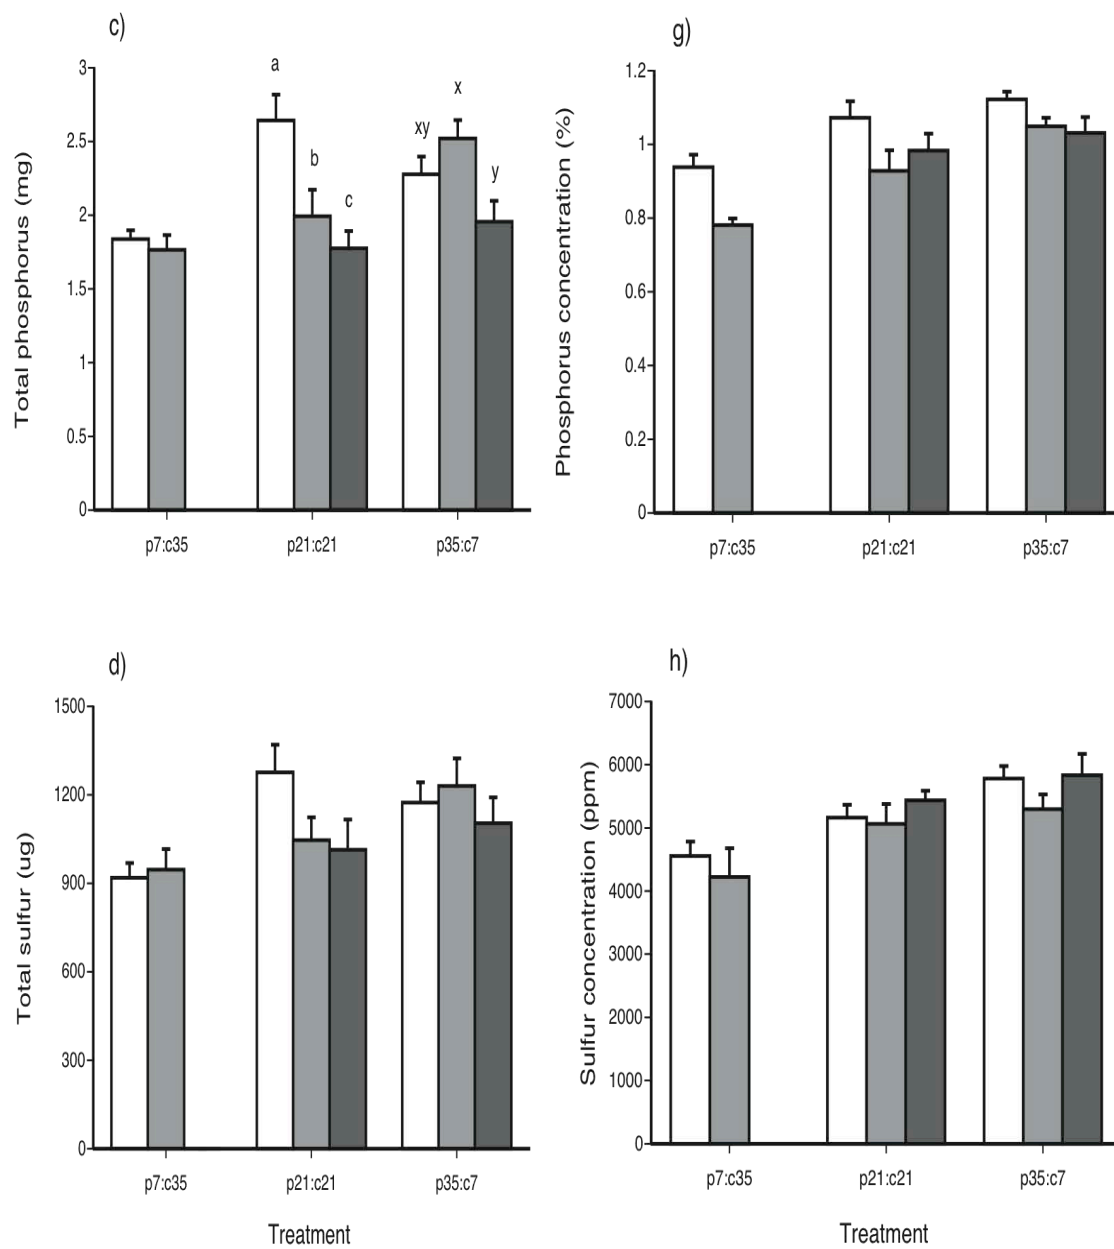 c)
Total phosphorus (mg)
3
2.5
2
1.5
1
0.5
0
a
b
c
xy
x
y
p7:c35 p21:c21 p35:c7
g)
Phosphorus concentration (%)
1.2
1
0.8
0.6
0.4
0.2
0
p7:c35 p21:c21 p35:c7
d)
Total sulfur (ug)
1500
1200
900
600
300
0
p7:c35 p21:c21 p35:c7
Treatment
h)
Sulfur concentration (ppm)
7000
6000
5000
4000
3000
2000
1000
0
p7:c35 p21:c21 p35:c7
Treatment